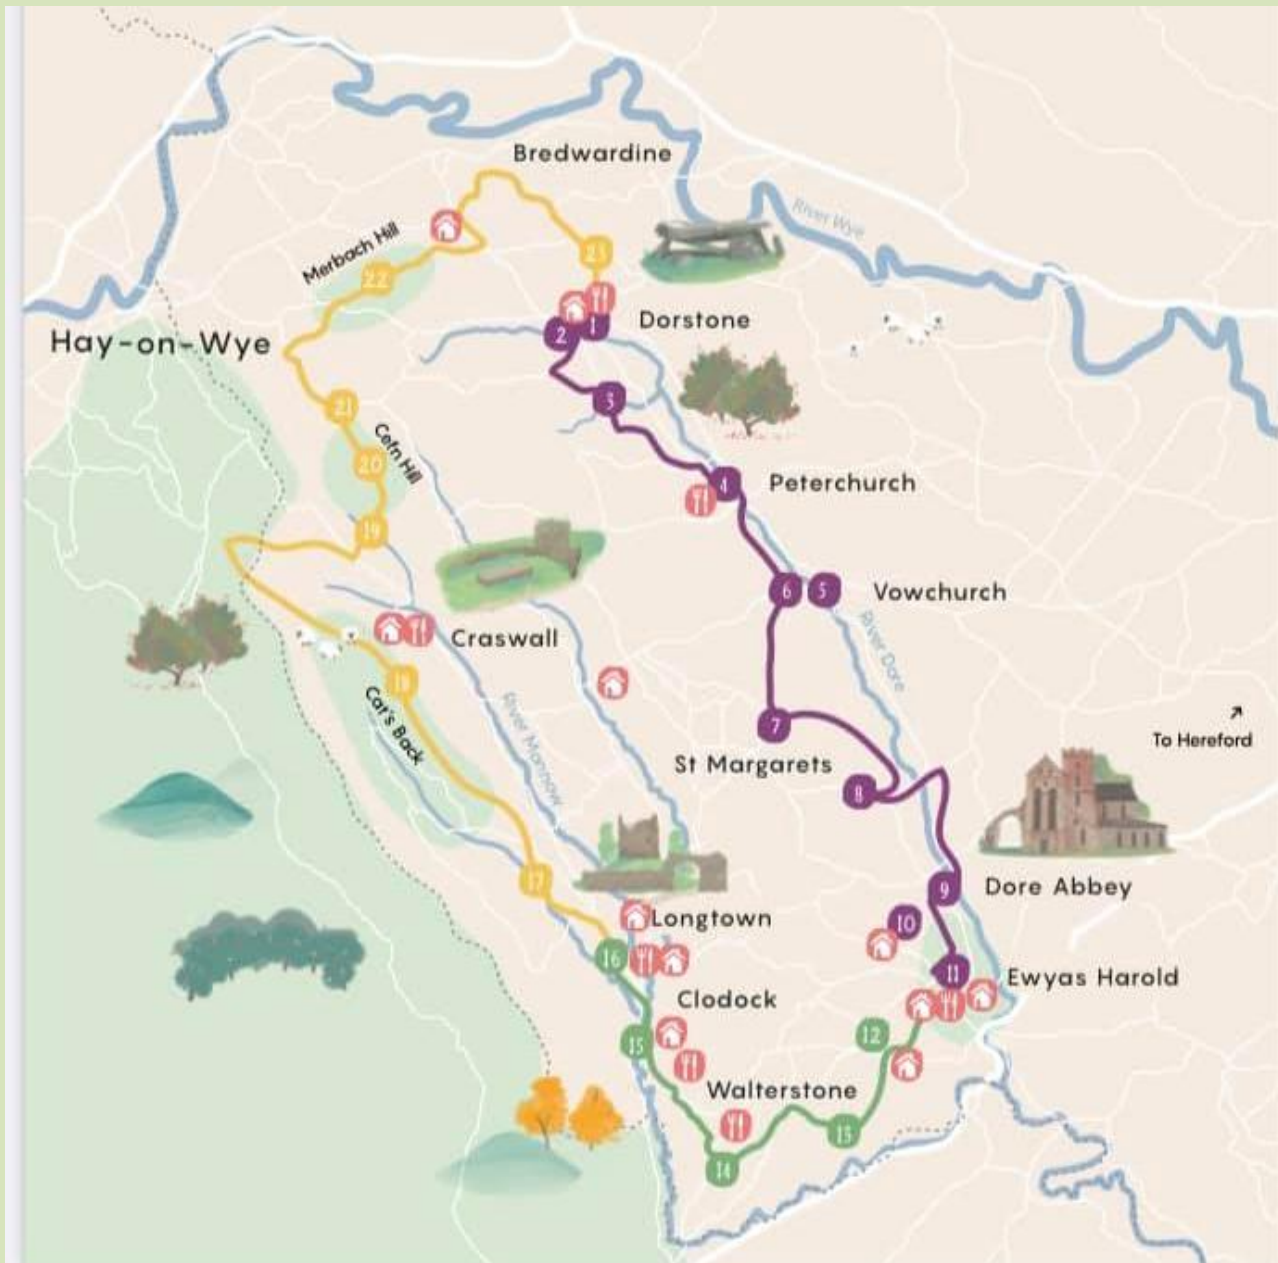 Bredwardine
River Wye
Merbach Hill
23
22
Hay-on-Wye
Dorstone
2
1
21
3
Cefn Hill
20
4
Peterchurch
19
6
5
Vowchurch
Craswall
River Dore
18
Cat's Back
River Monnow
7
To Hereford
St Margarets
8
17
9
Dore Abbey
Longtown
10
16
11
Ewyas Harold
Clodock
15
12
Walterstone
13
14